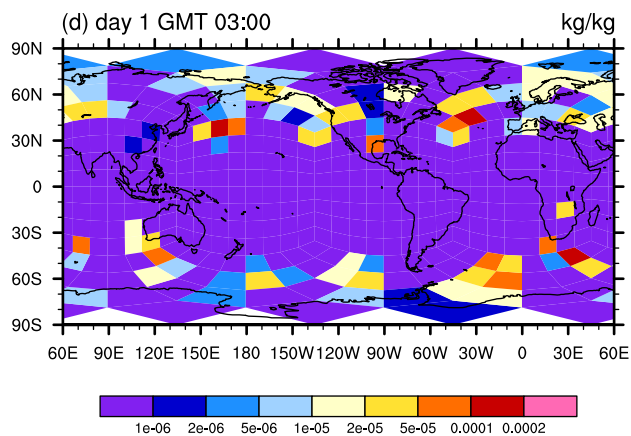 (d) day 1 GMT 03:00 kg/kg
90N
60N
30N
0
30S
60S
90S
60E 90E 120E 150E 180E 150W 120W 90W 60W 30W 0 30E 60E
1e-06 2e-06 5e-06 1e-05 2e-05 5e-05 0.0001 0.0002